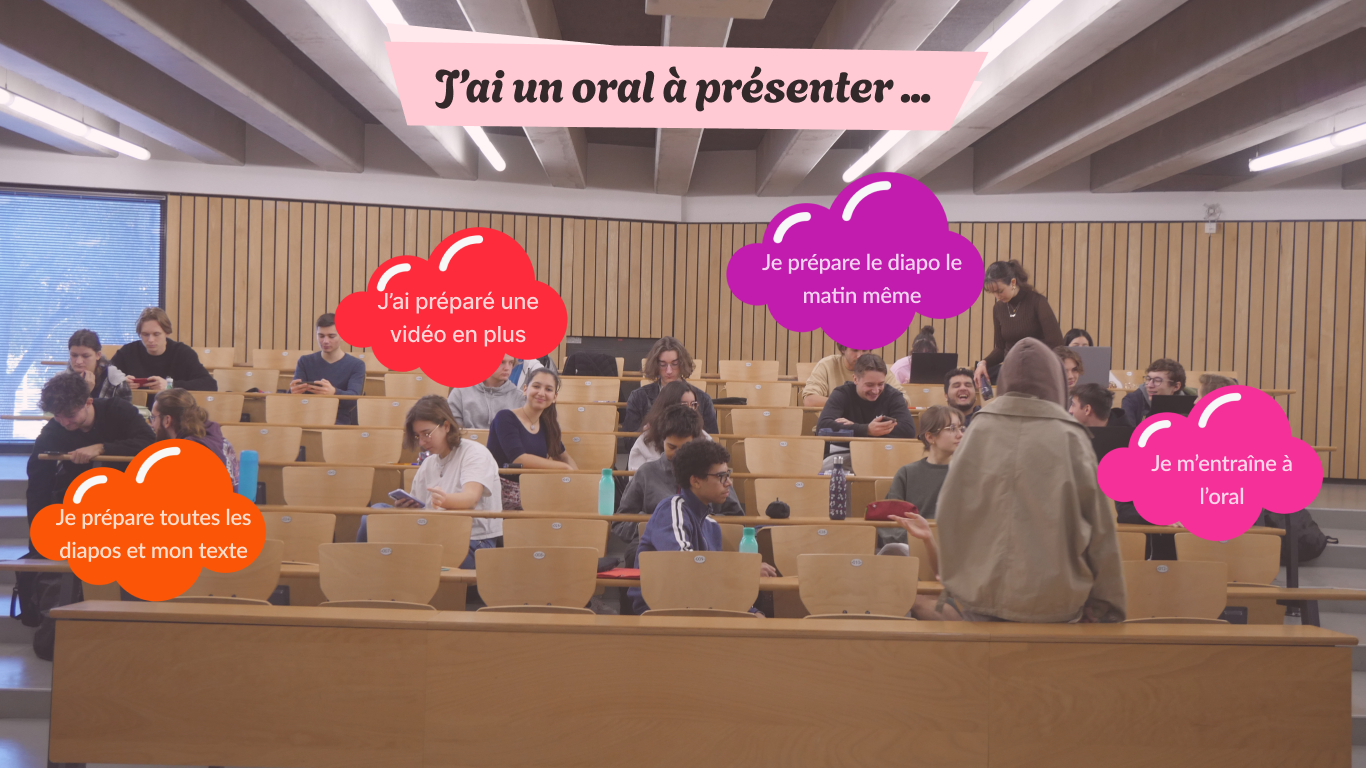 J'ai un oral à présenter ...
J'ai préparé une
vidéo en plus
Je prépare le diapo le
matin même
Je prépare toutes les
diapos et mon texte
Je m'entraîne à
l'oral